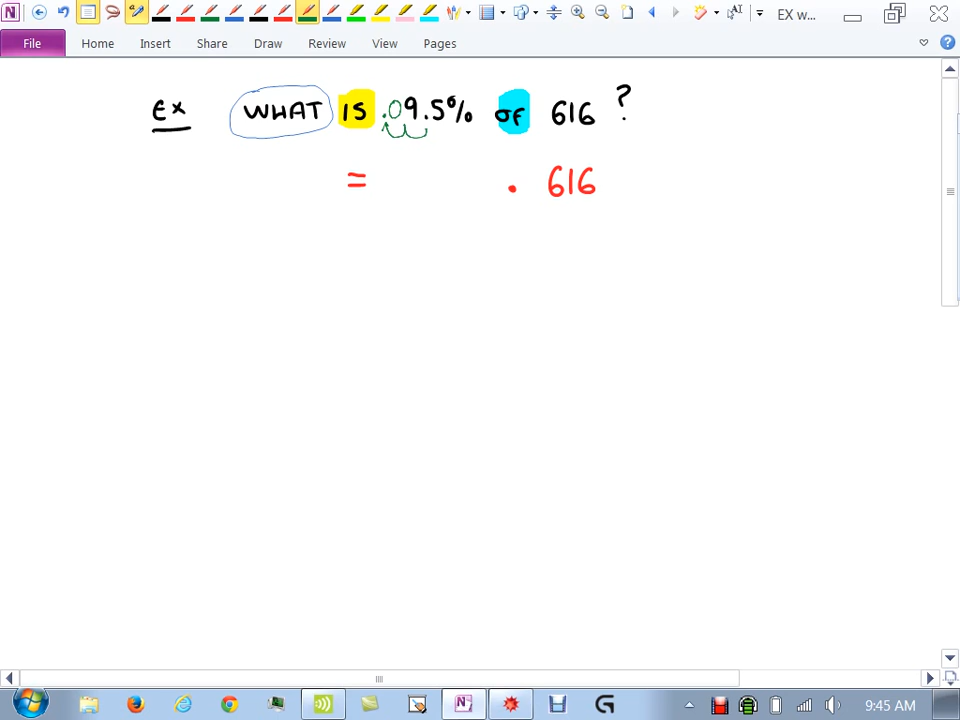 EX w...
File Home Insert Share Draw Review View Pages
Ex WHAT IS .09.5% OF 616 ?
= . 616
9:45 AM